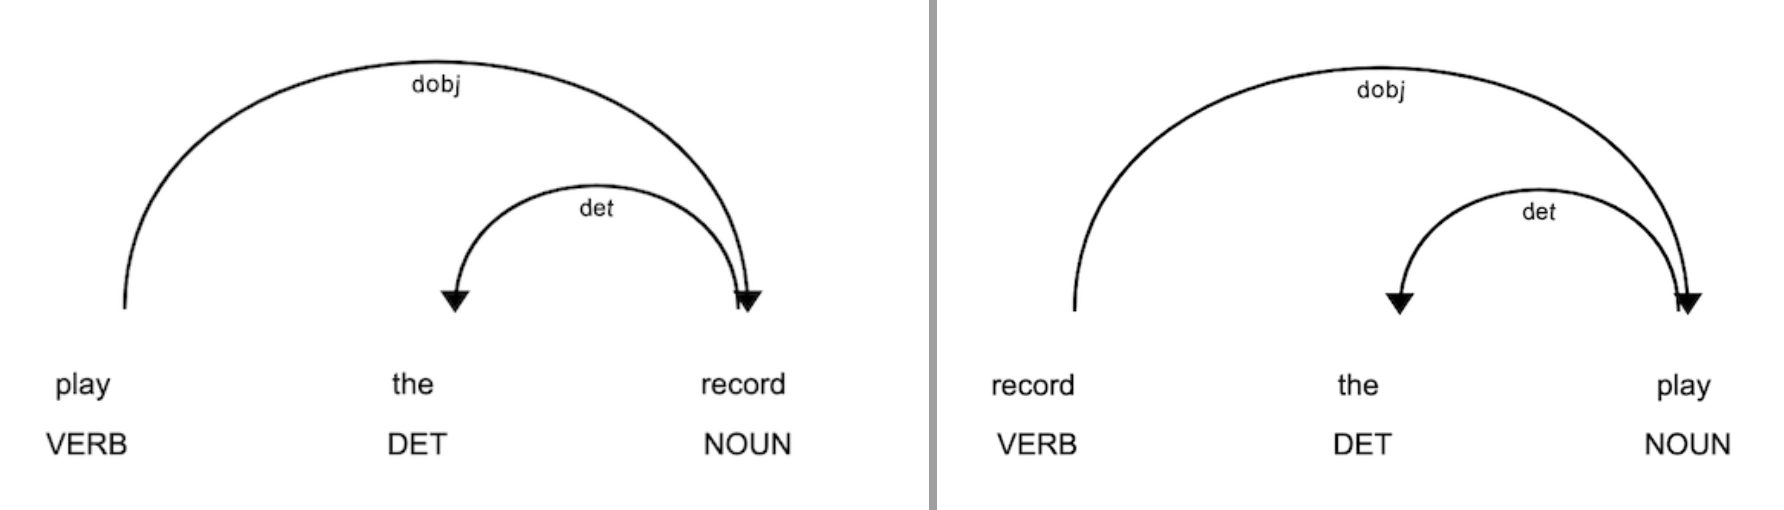 dobj
det
play the record
VERB DET NOUN
dobj
det
record the play
VERB DET NOUN